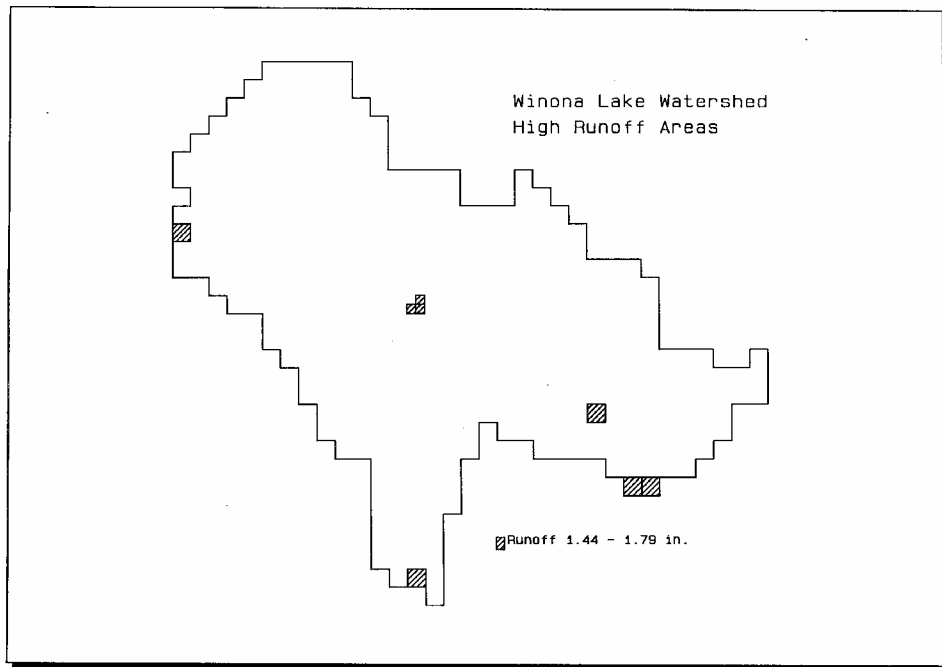 Winona Lake Watershed
High Runoff Areas
Runoff 1.44 - 1.79 in.